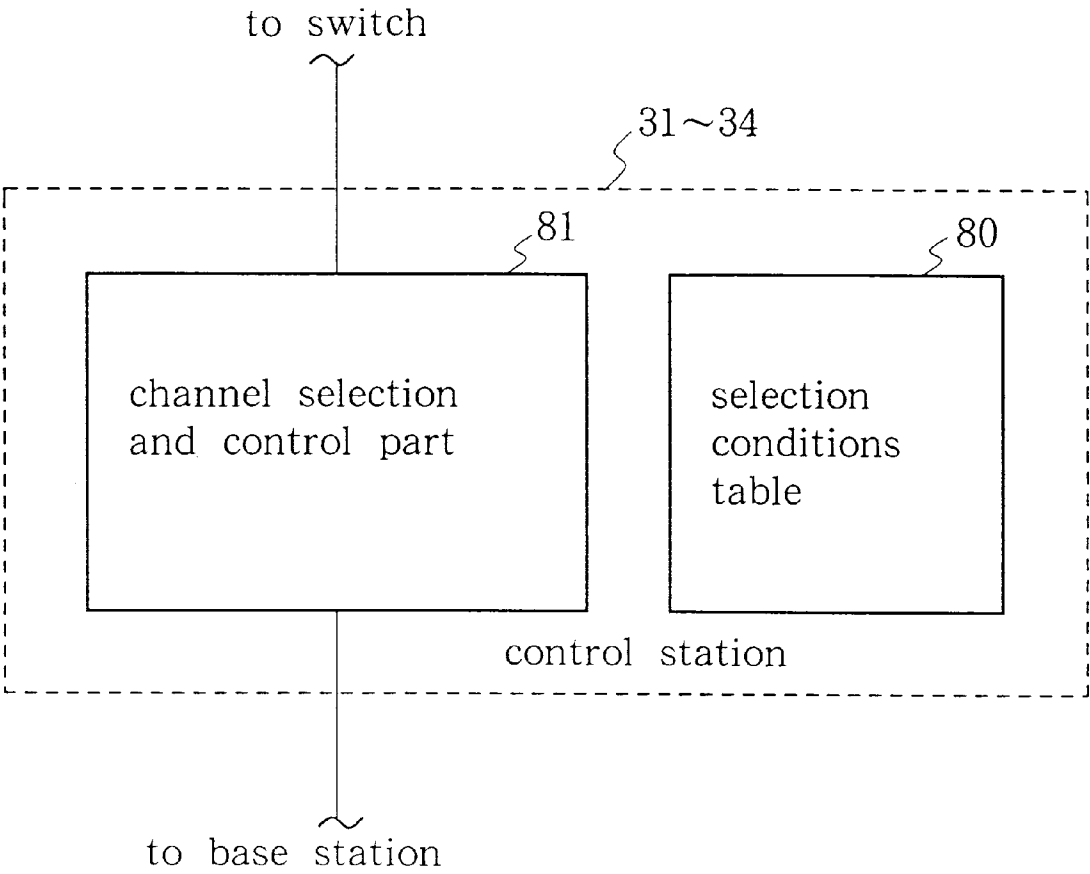 to switch
31~34
81
80
channel selection
and control part
selection
conditions
table
control station
to base station